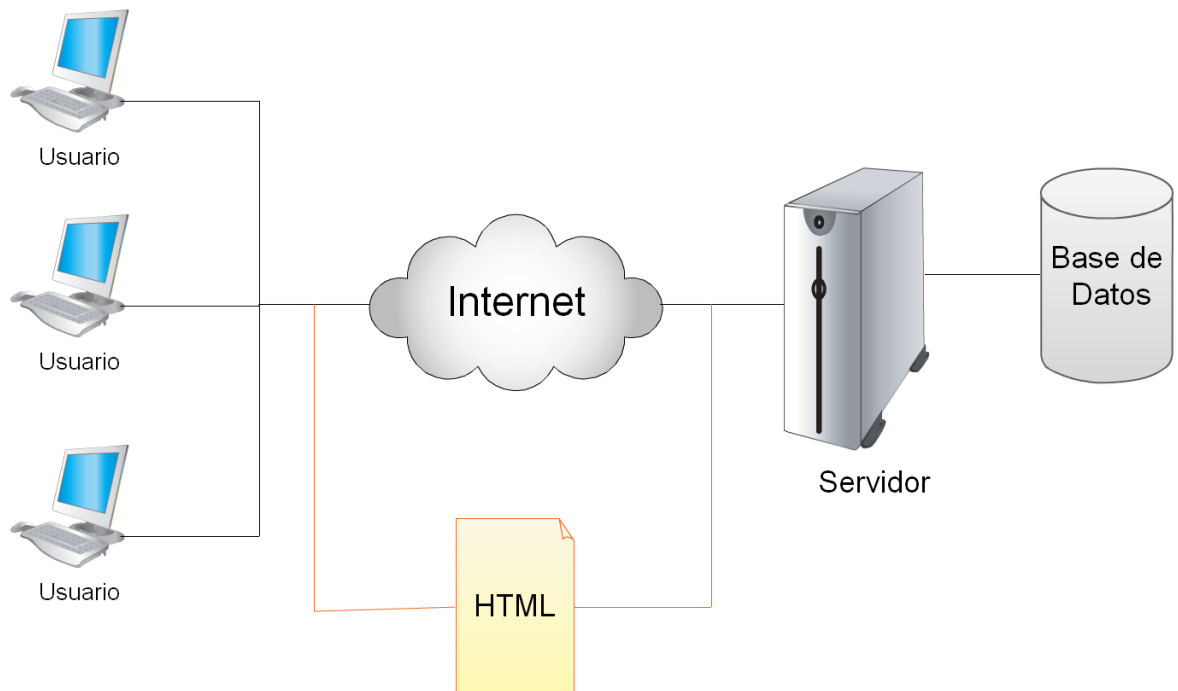 Usuario
Usuario
Usuario
Internet
HTML
Servidor
Base de
Datos